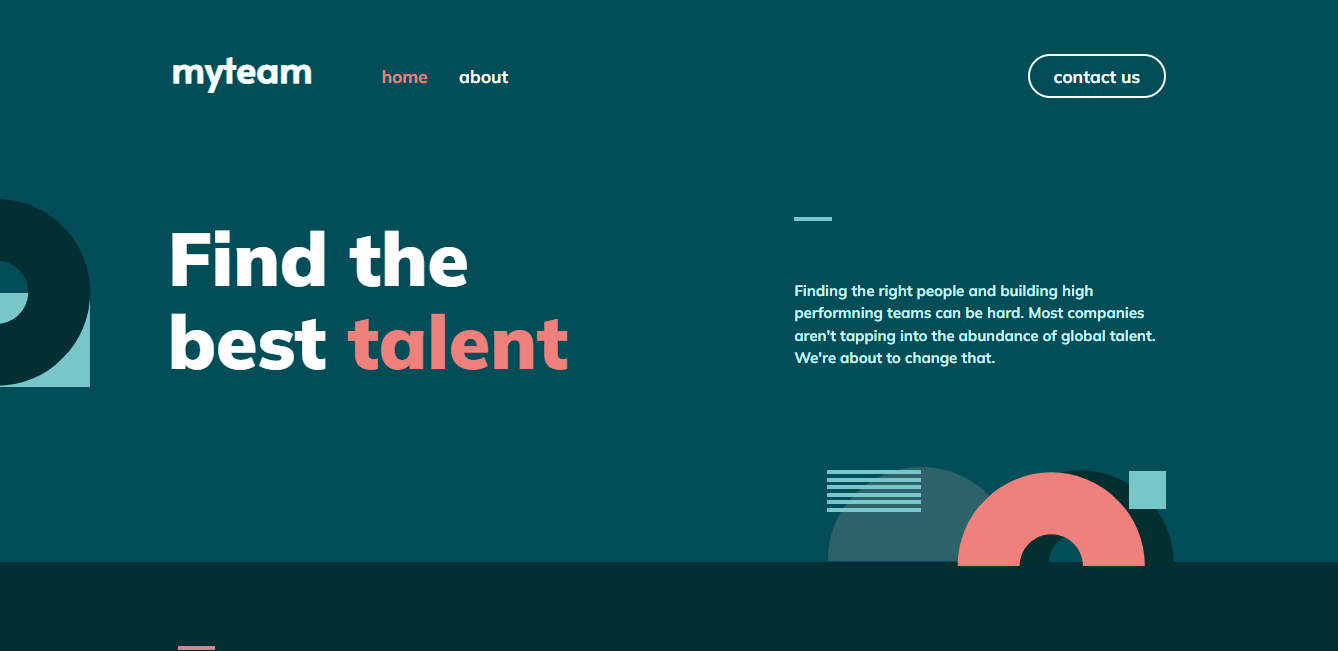 myteam
home
about
contact us
Find the
best talent
Finding the right people and building high
performning teams can be hard. Most companies
aren't tapping into the abundance of global talent.
We're about to change that.